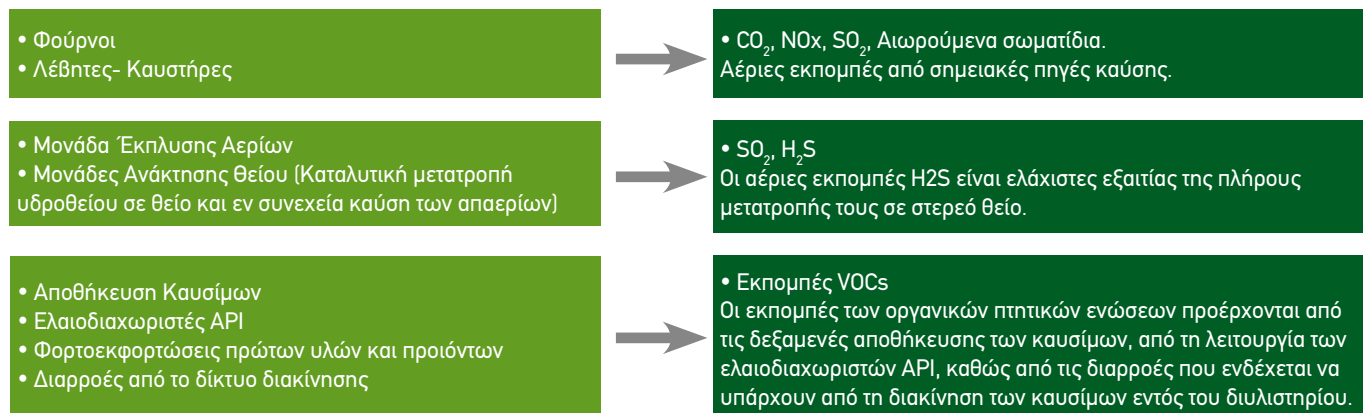 • Φούρνοι
• Λέβητες- Καυστήρες
• CO₂, NOx, SO₂, Αιωρούμενα σωματίδια.
Αέριες εκπομπές από σημειακές πηγές καύσης.
• Μονάδα Έκπλυσης Αερίων
• Μονάδες Ανάκτησης Θείου (Καταλυτική μετατροπή
υδροθείου σε θείο και εν συνεχεία καύση των απαερίων)
• SO₂, H₂S
Οι αέριες εκπομπές H2S είναι ελάχιστες εξαιτίας της πλήρους
μετατροπής τους σε στερεό θείο.
• Αποθήκευση Καυσίμων
• Ελαιοδιαχωριστές API
• Φορτοεκφορτώσεις πρώτων υλών και προιόντων
• Διαρροές από το δίκτυο διακίνησης
• Εκπομπές VOCs
Οι εκπομπές των οργανικών πτητικών ενώσεων προέρχονται από
τις δεξαμενές αποθήκευσης των καυσίμων, από τη λειτουργία των
ελαιοδιαχωριστών API, καθώς από τις διαρροές που ενδέχεται να
υπάρχουν από τη διακίνηση των καυσίμων εντός του διυλιστηρίου.